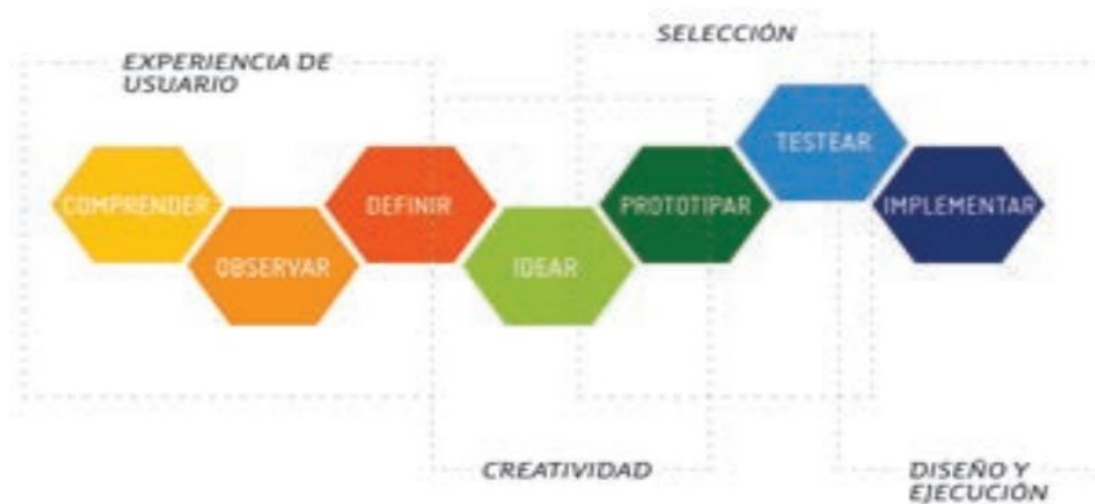 EXPERIENCIA DE
USUARIO
SELECCIÓN
COMPRENDER
OBSERVAR
DEFINIR
IDEAR
PROTOTIPAR
TESTEAR
IMPLEMENTAR
CREATIVIDAD
DISEÑO Y
EJECUCIÓN